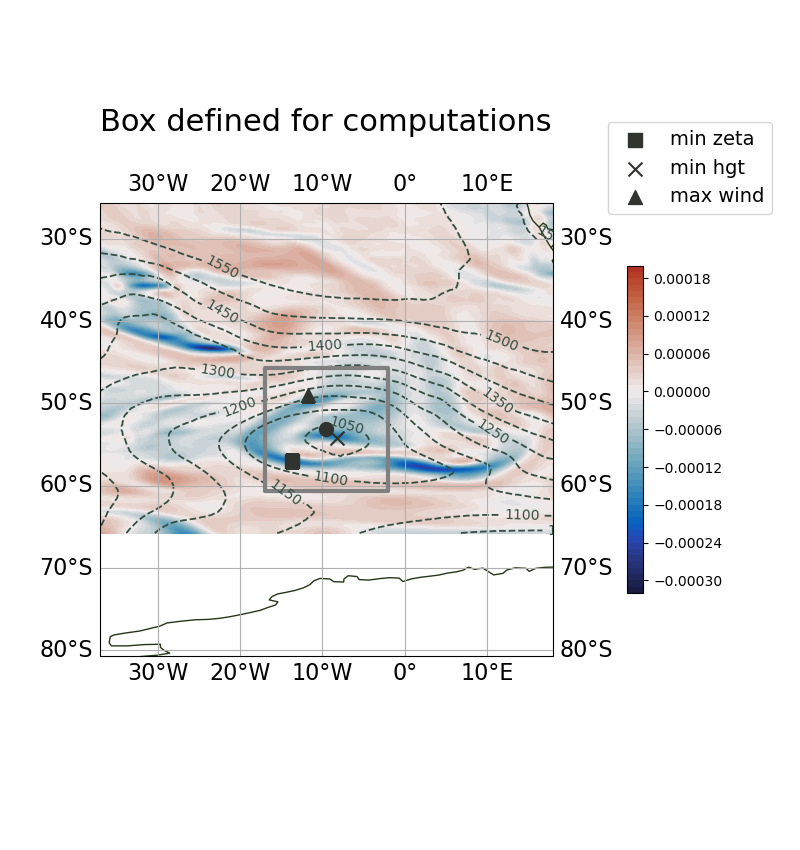 Box defined for computations
min zeta
min hgt
max wind
30°W 20°W 10°W 0° 10°E
30°S 30°S
40°S 40°S
50°S 50°S
60°S 60°S
70°S 70°S
80°S 80°S
30°W 20°W 10°W 0° 10°E
1550
1450
1500
1400
1300
1350
1200
1050
1250
1100
1150
1100
0.00018
0.00012
0.00006
0.00000
−0.00006
−0.00012
−0.00018
−0.00024
−0.00030